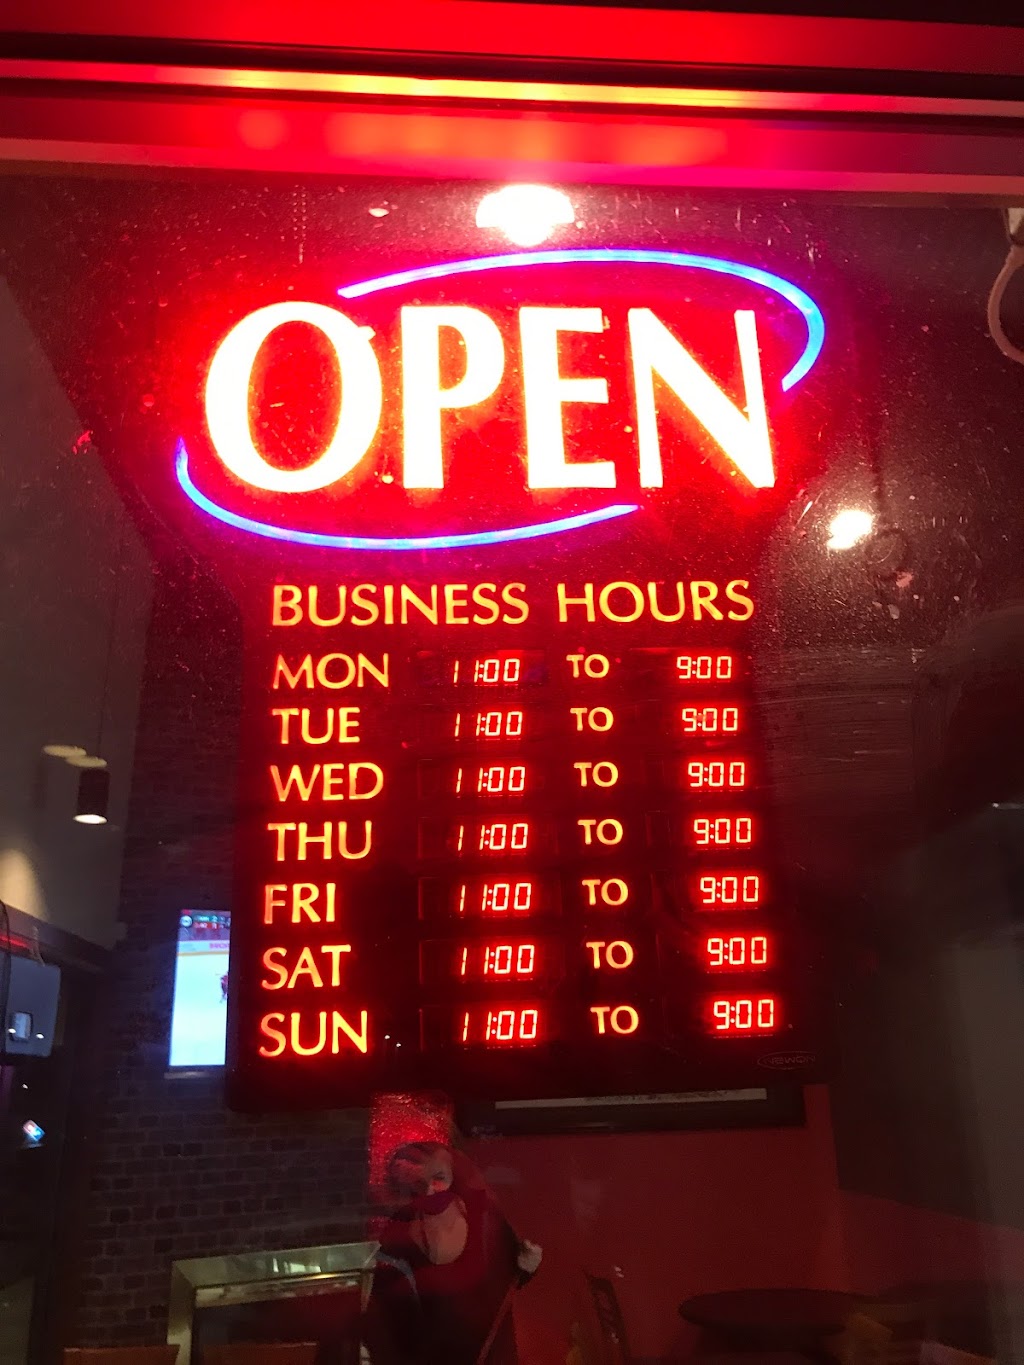 OPEN
BUSINESS HOURS
MON 11:00 TO 9:00
TUE 11:00 TO 9:00
WED 11:00 TO 9:00
THU 11:00 TO 9:00
FRI 11:00 TO 9:00
SAT 11:00 TO 9:00
SUN 11:00 TO 9:00
NEWON